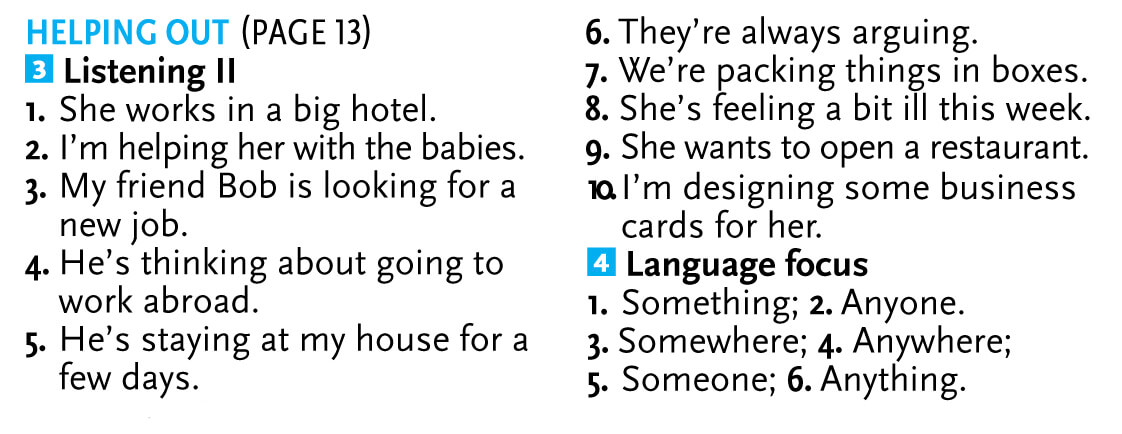 HELPING OUT (PAGE 13)
3 Listening II
1. She works in a big hotel.
2. I'm helping her with the babies.
3. My friend Bob is looking for a
new job.
4. He's thinking about going to
work abroad.
5. He's staying at my house for a
few days.
6. They're always arguing.
7. We're packing things in boxes.
8. She's feeling a bit ill this week.
9. She wants to open a restaurant.
10. I'm designing some business
cards for her.
4 Language focus
1. Something; 2. Anyone.
3. Somewhere; 4. Anywhere;
5. Someone; 6. Anything.